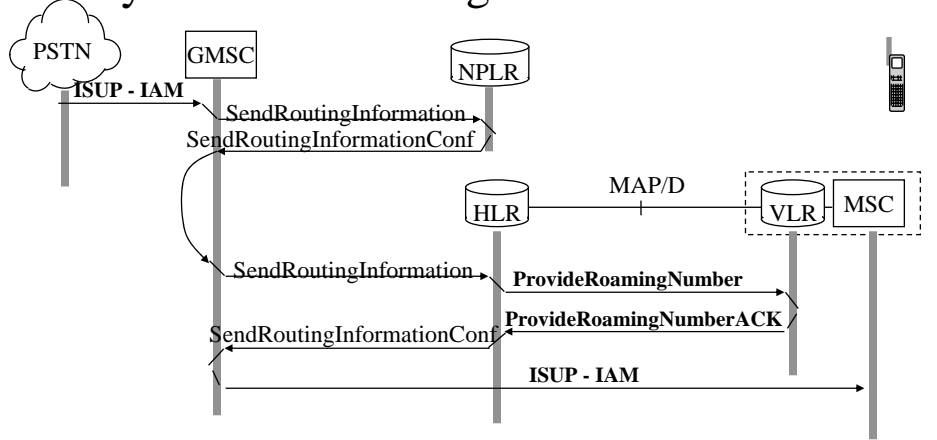 PSTN
GMSC
NPLR
ISUP - IAM
SendRoutingInformation
SendRoutingInformationConf
MAP/D
HLR
VLR
MSC
SendRoutingInformation
ProvideRoamingNumber
ProvideRoamingNumberACK
SendRoutingInformationConf
ISUP - IAM